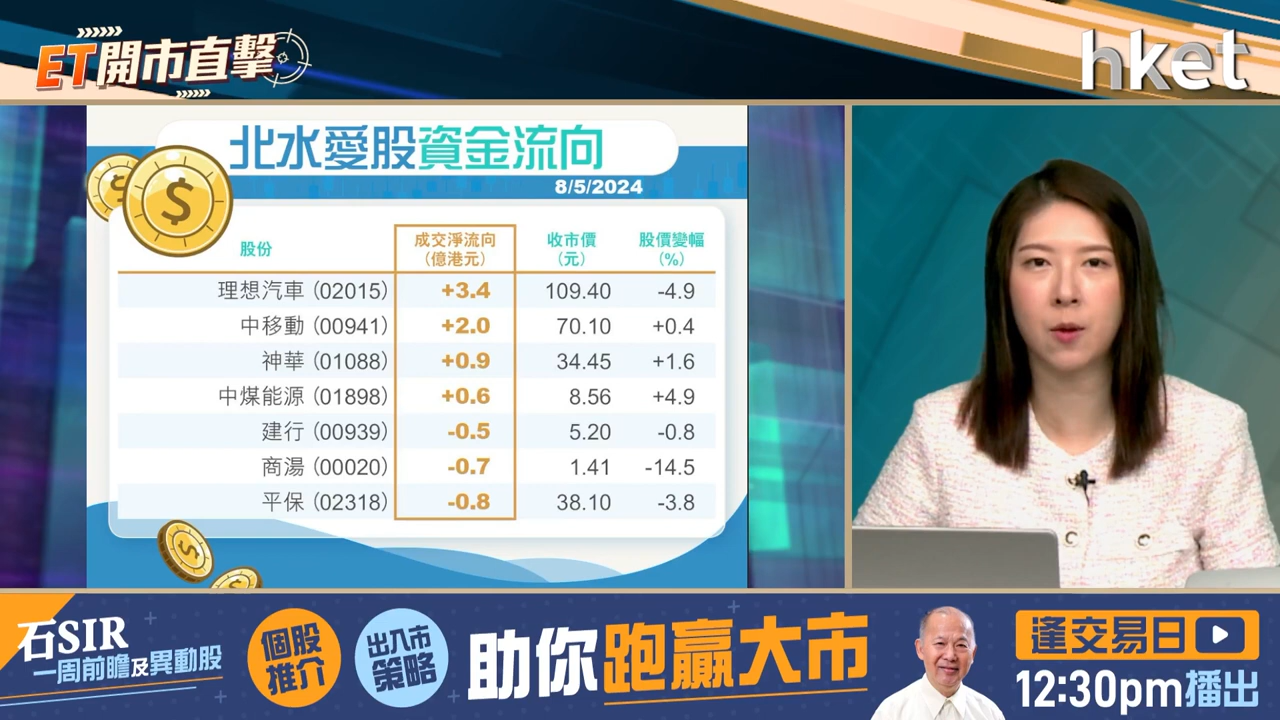 ET開市直擊
hket
北水愛股資金流向
8/5/2024
股份 成交淨流向 (億港元) 收市價 (元) 股價變幅 (%)
理想汽車 (02015) +3.4 109.40 -4.9
中移動 (00941) +2.0 70.10 +0.4
神華 (01088) +0.9 34.45 +1.6
中煤能源 (01898) +0.6 8.56 +4.9
建行 (00939) -0.5 5.20 -0.8
商湯 (00020) -0.7 1.41 -14.5
平保 (02318) -0.8 38.10 -3.8
石SIR
一周前瞻及異動股
個股
推介
出入市
策略
助你跑贏大市
逢交易日
12:30pm播出